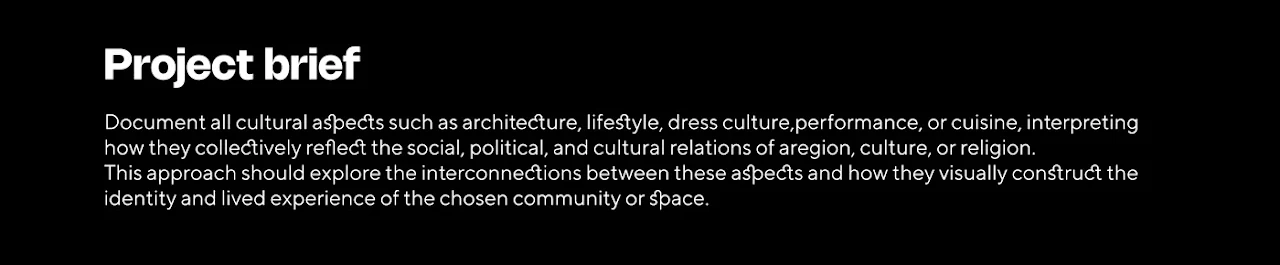 Project brief
Document all cultural aspects such as architecture, lifestyle, dress culture,performance, or cuisine, interpreting
how they collectively reflect the social, political, and cultural relations of aregion, culture, or religion.
This approach should explore the interconnections between these aspects and how they visually construct the
identity and lived experience of the chosen community or space.